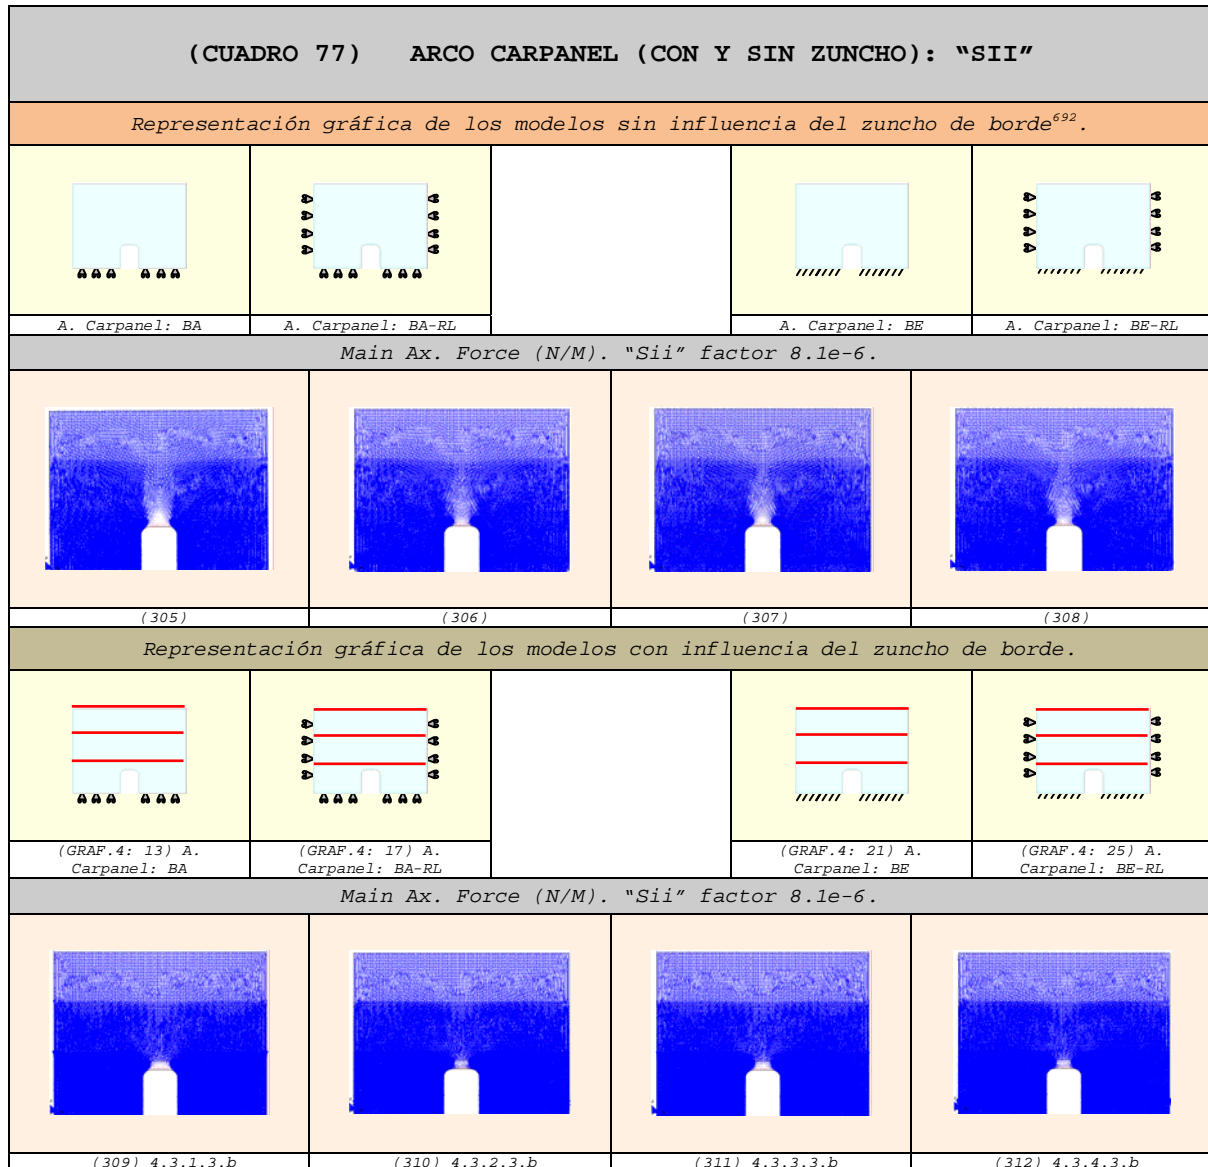 (CUADRO 77) ARCO CARPANEL (CON Y SIN ZUNCHO): “SII”
Representación gráfica de los modelos sin influencia del zuncho de borde692.
A. Carpanel: BA
A. Carpanel: BA-RL
A. Carpanel: BE
A. Carpanel: BE-RL
Main Ax. Force (N/M). “Sii” factor 8.1e-6.
(305)
(306)
(307)
(308)
Representación gráfica de los modelos con influencia del zuncho de borde.
(GRAF.4: 13) A.
Carpanel: BA
(GRAF.4: 17) A.
Carpanel: BA-RL
(GRAF.4: 21) A.
Carpanel: BE
(GRAF.4: 25) A.
Carpanel: BE-RL
Main Ax. Force (N/M). “Sii” factor 8.1e-6.
(309) 4.3.1.3.b
(310) 4.3.2.3.b
(311) 4.3.3.3.b
(312) 4.3.4.3.b